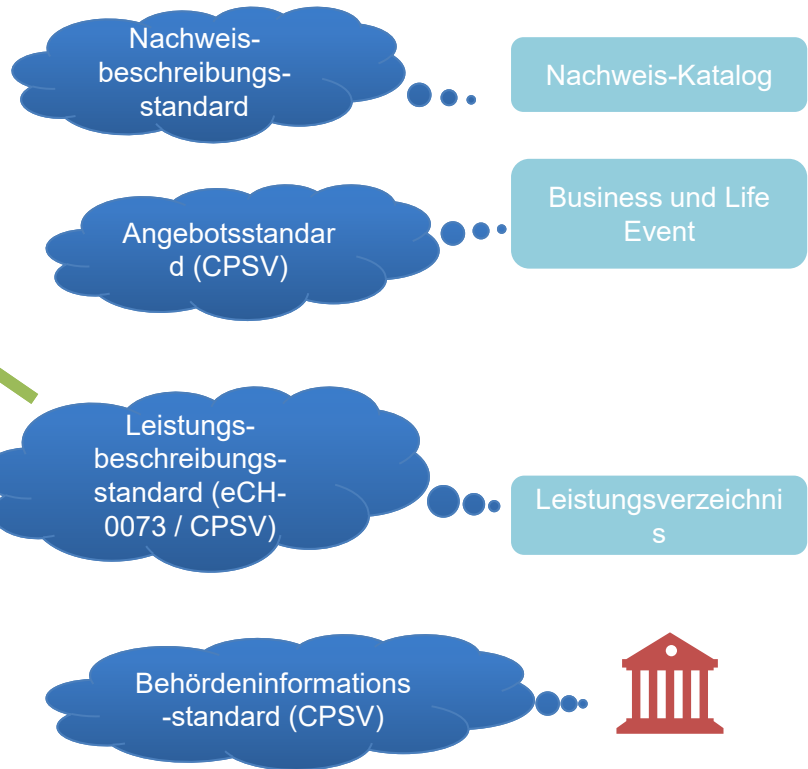 Nachweis-
beschreibungs-
standard
Nachweis-Katalog
Angebotsstandar
d (CPSV)
Business und Life
Event
Leistungs-
beschreibungs-
standard (eCH-
0073 / CPSV)
Leistungsverzeichni
s
Behördeninformations
-standard (CPSV)